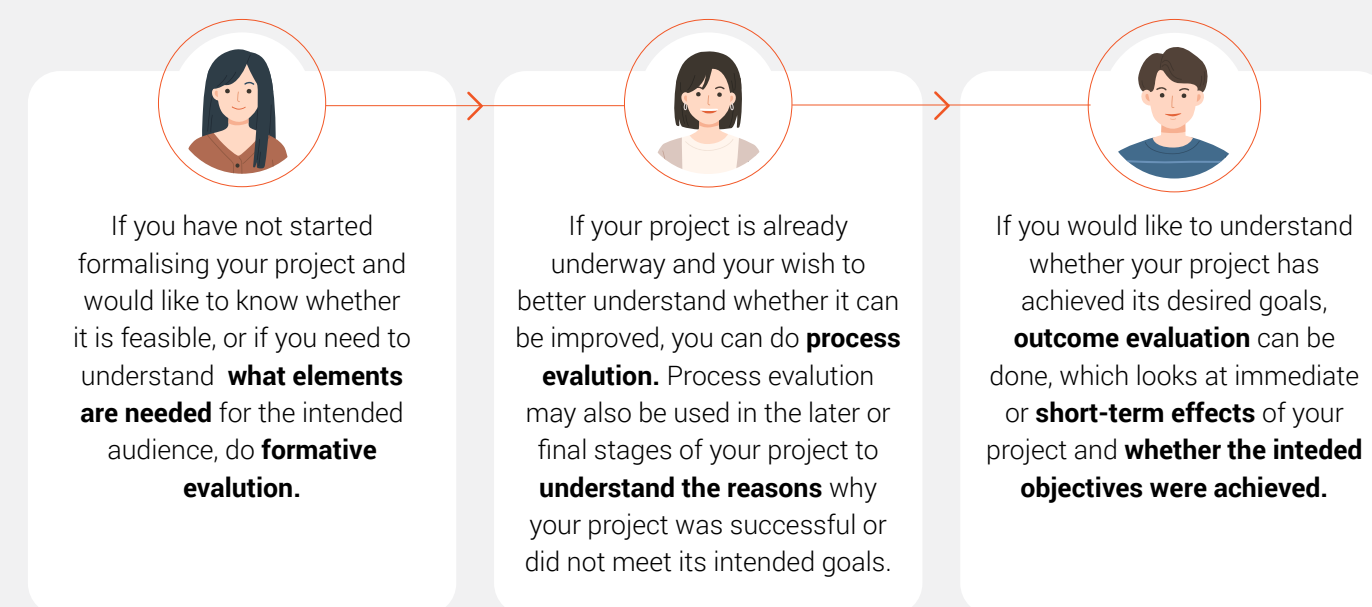 If you have not started
formalising your project and
would like to know whether
it is feasible, or if you need to
understand what elements
are needed for the intended
audience, do formative
evalution.
If your project is already
underway and your wish to
better understand whether it can
be improved, you can do process
evalution. Process evalution
may also be used in the later or
final stages of your project to
understand the reasons why
your project was successful or
did not meet its intended goals.
If you would like to understand
whether your project has
achieved its desired goals,
outcome evaluation can be
done, which looks at immediate
or short-term effects of your
project and whether the inteded
objectives were achieved.